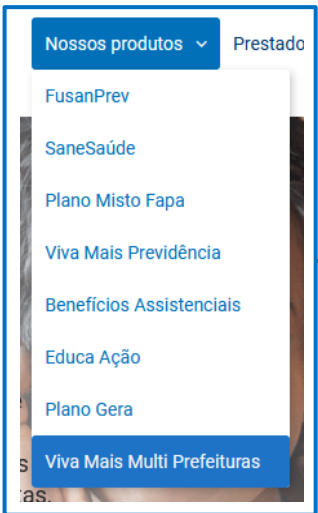 Nossos produtos Prestado
FusanPrev
SaneSaúde
Plano Misto Fapa
Viva Mais Previdência
Benefícios Assistenciais
Educa Ação
Plano Gera
Viva Mais Multi Prefeituras